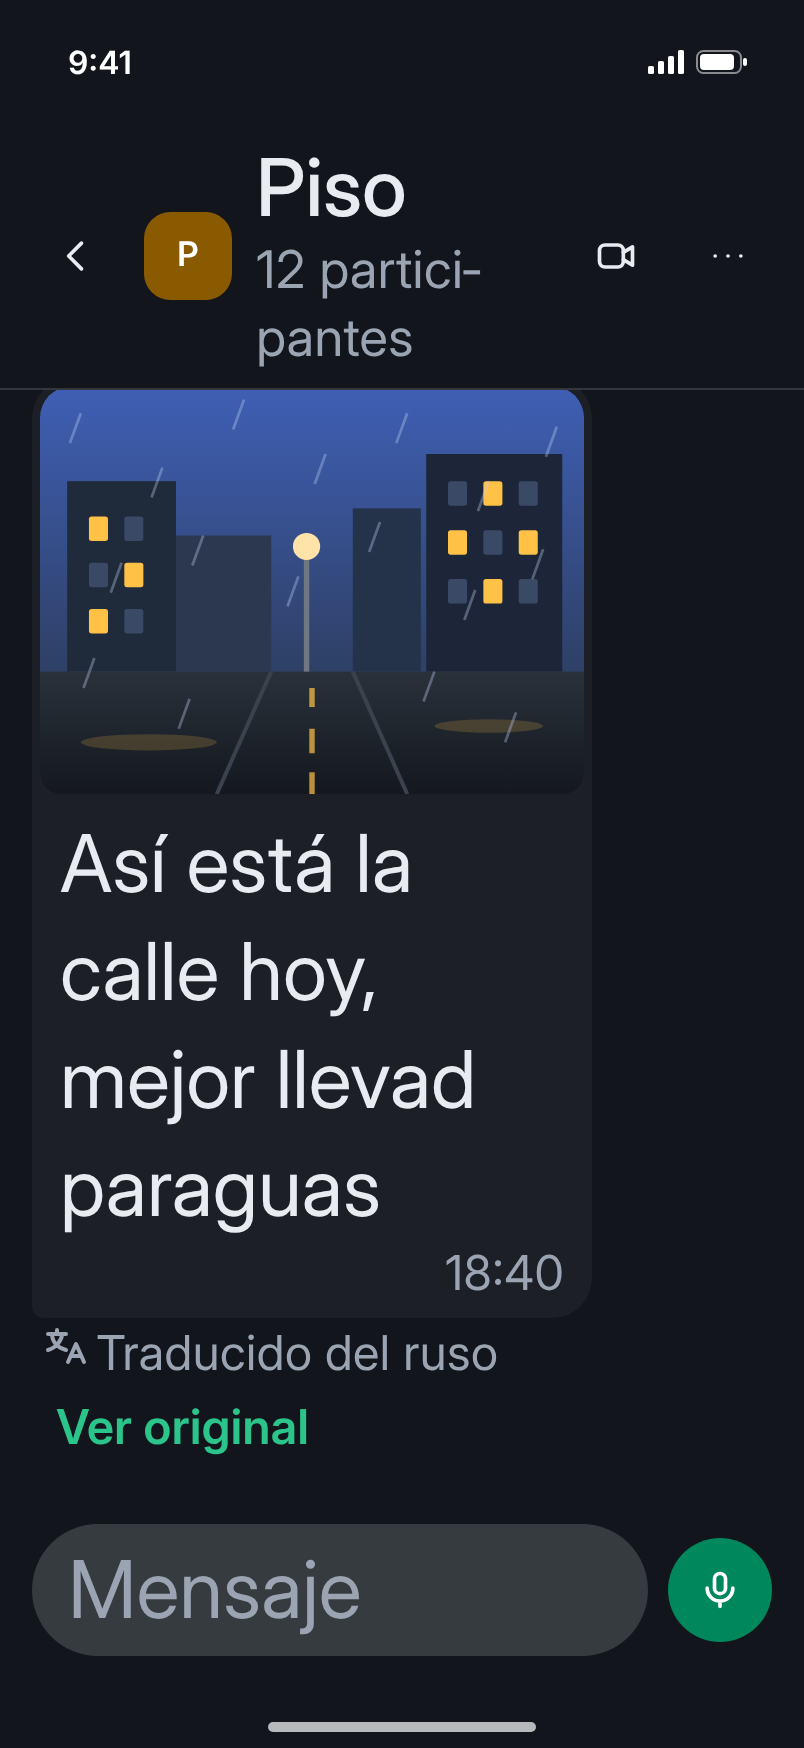 9:41
Piso
P
12 partici-
pantes
Así está la
calle hoy,
mejor llevad
paraguas
18:40
Traducido del ruso
Ver original
Mensaje